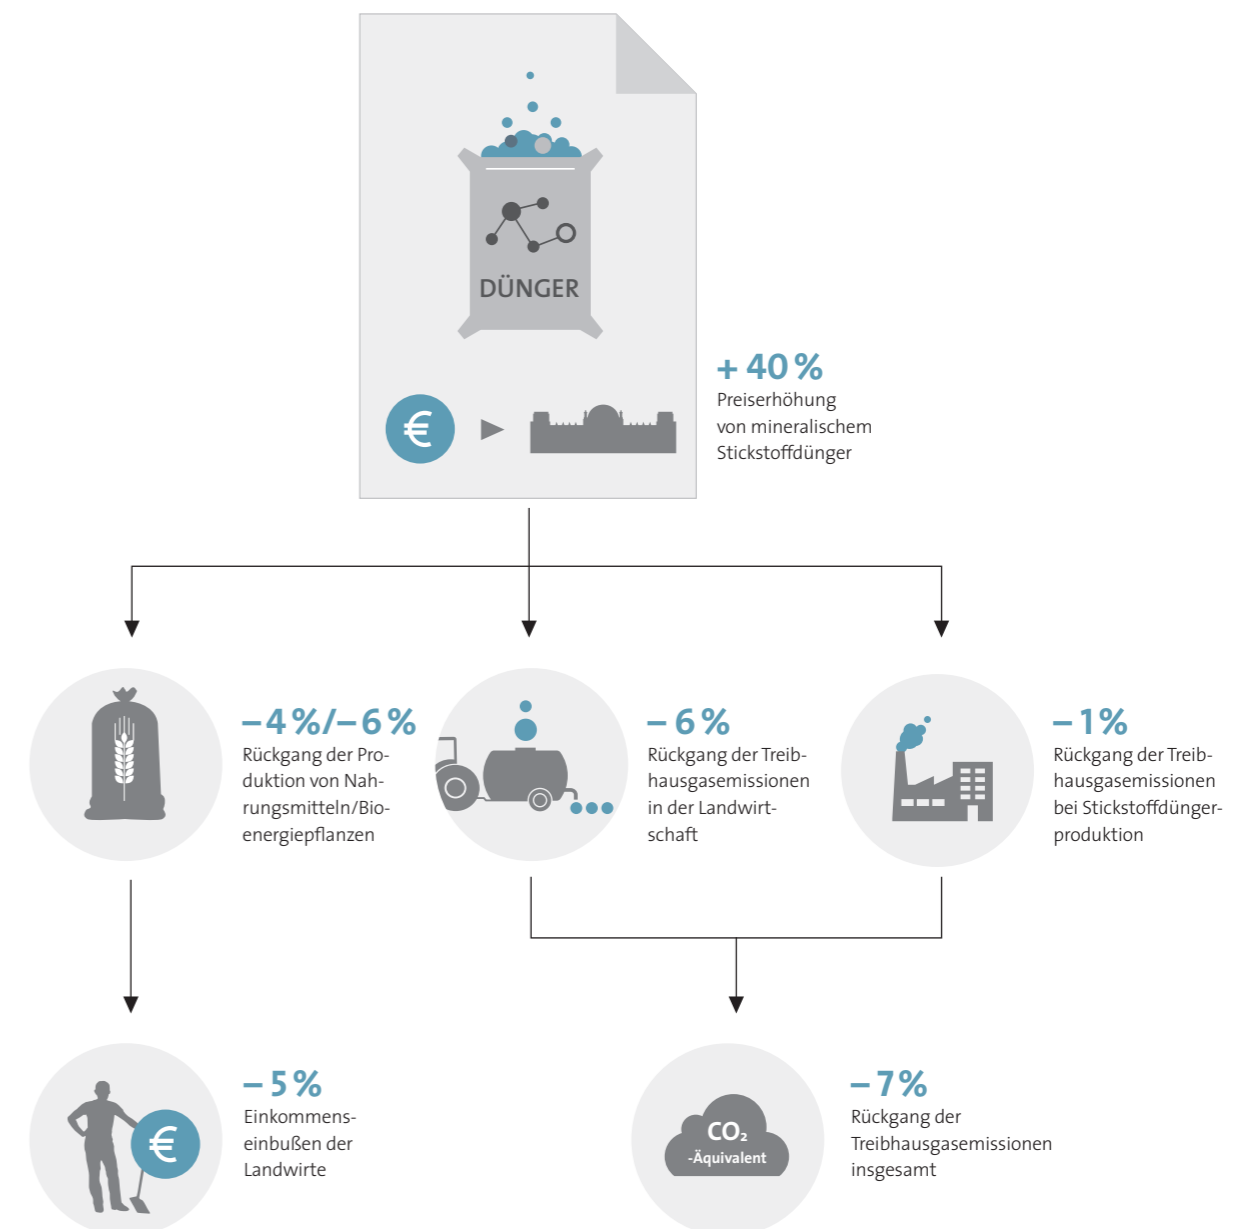 DÜNGER
€
+ 40 %
Preiserhöhung
von mineralischem
Stickstoffdünger
– 4 %/– 6 %
Rückgang der Pro-
duktion von Nah-
rungsmitteln/Bio-
energiepflanzen
– 6 %
Rückgang der Treib-
hausgasemissionen
in der Landwirt-
schaft
– 1 %
Rückgang der Treib-
hausgasemissionen
bei Stickstoffdünger-
produktion
€
– 5 %
Einkommens-
einbußen der
Landwirte
CO₂
-Äquivalent
– 7 %
Rückgang der
Treibhausgasemissionen
insgesamt